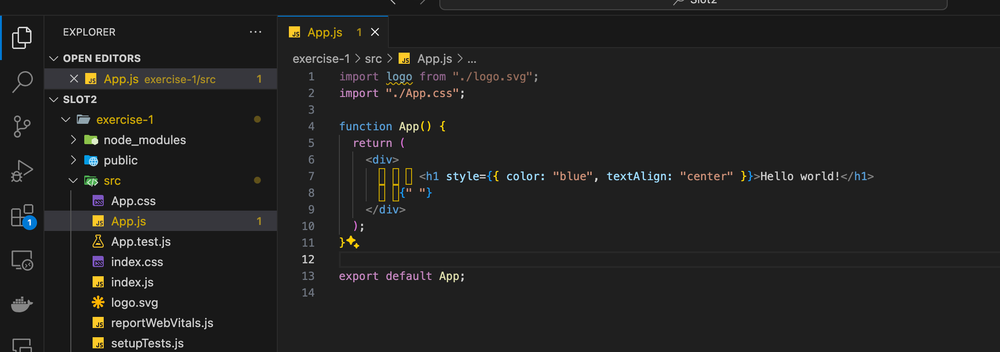 Slot2
EXPLORER
OPEN EDITORS
App.js exercise-1/src 1
SLOT2
exercise-1
node_modules
public
src
App.css
App.js 1
App.test.js
index.css
index.js
logo.svg
reportWebVitals.js
setupTests.js
1
App.js 1
exercise-1 > src > App.js > ...
1 import logo from "./logo.svg";
2 import "./App.css";
3
4 function App() {
5 return (
6 <div>
7 <h1 style={{ color: "blue", textAlign: "center" }}>Hello world!</h1>
8 {" "}
9 </div>
10 );
11 }
12
13 export default App;
14